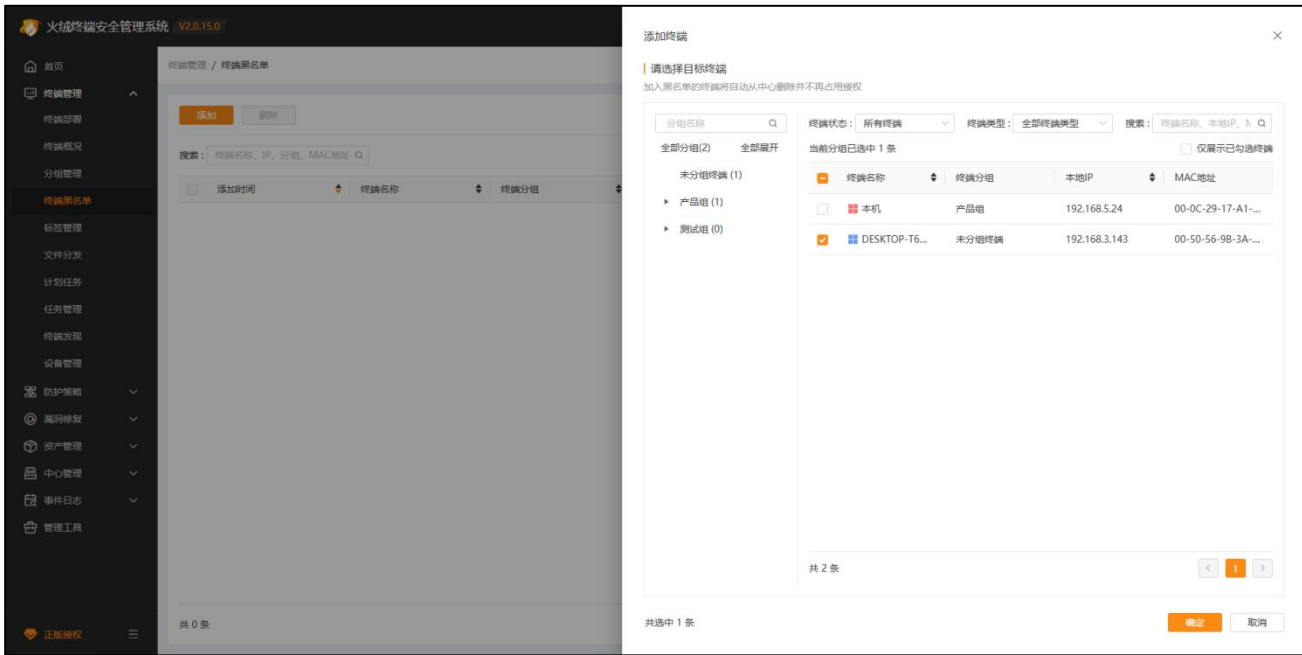 火绒终端安全管理系统 V2.0.15.0
首页
终端管理
终端部署
终端概况
分组管理
终端黑名单
标签管理
文件分发
计划任务
任务管理
终端发现
设备管理
防护策略
漏洞修复
资产管理
中心管理
事件日志
管理工具
正版授权
终端管理 / 终端黑名单
添加 删除
搜索: 终端名称、IP、分组、MAC地址
添加时间 终端名称 终端分组
共 0 条
添加终端
请选择目标终端
加入黑名单的终端将自动从中心删除并不再占用授权
分组名称
全部分组(2) 全部展开
未分组终端 (1)
产品组 (1)
测试组 (0)
终端状态: 所有终端 终端类型: 全部终端类型 搜索: 终端名称、本地IP、
当前分组已选中 1 条 仅展示已勾选终端
终端名称 终端分组 本地IP MAC地址
本机 产品组 192.168.5.24 00-0C-29-17-A1-...
DESKTOP-T6... 未分组终端 192.168.3.143 00-50-56-9B-3A-...
共 2 条 1
共选中 1 条 确定 取消